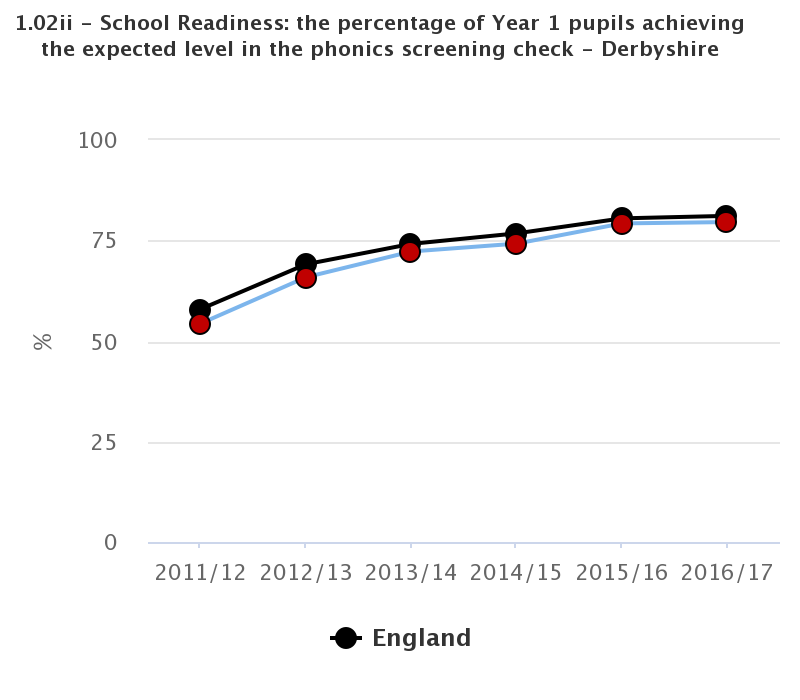 1.02ii – School Readiness: the percentage of Year 1 pupils achieving
the expected level in the phonics screening check – Derbyshire
100
75
50
25
0
%
2011/12 2012/13 2013/14 2014/15 2015/16 2016/17
England